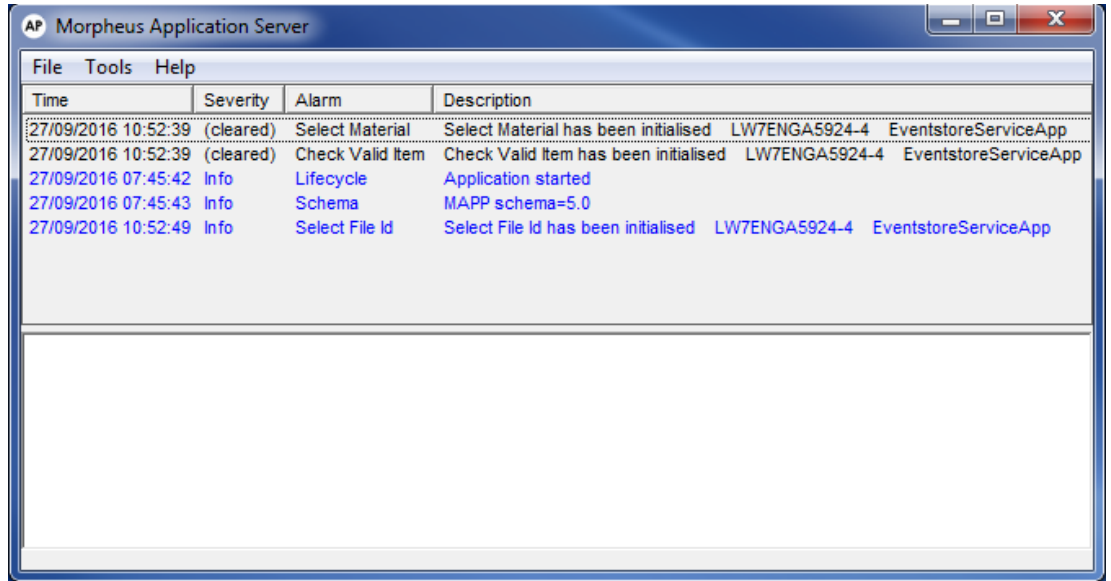 AP Morpheus Application Server
File Tools Help
Time Severity Alarm Description
27/09/2016 10:52:39 (cleared) Select Material Select Material has been initialised LW7ENGA5924-4 EventstoreServiceApp
27/09/2016 10:52:39 (cleared) Check Valid Item Check Valid Item has been initialised LW7ENGA5924-4 EventstoreServiceApp
27/09/2016 07:45:42 Info Lifecycle Application started
27/09/2016 07:45:43 Info Schema MAPP schema=5.0
27/09/2016 10:52:49 Info Select File Id Select File Id has been initialised LW7ENGA5924-4 EventstoreServiceApp